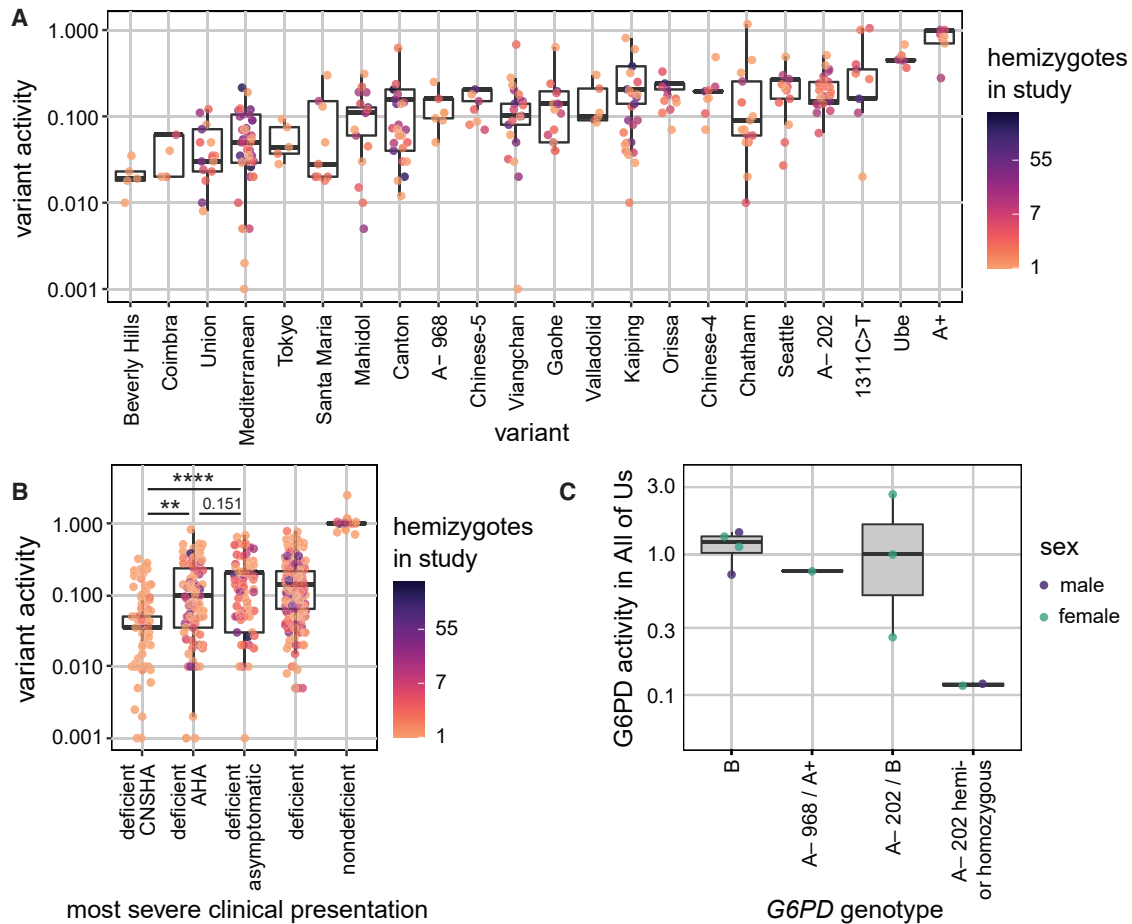 A
variant activity
1.000
0.100
0.010
0.001
Beverly Hills
Coimbra
Union
Mediterranean
Tokyo
Santa Maria
Mahidol
Canton
A– 968
Chinese-5
Viangchan
Gaohe
Valladolid
Kaiping
Orissa
Chinese-4
Chatham
Seattle
A– 202
1311C>T
Ube
A+
variant
hemizygotes
in study
55
7
1
B
variant activity
1.000
0.100
0.010
0.001
****
**
0.151
deficient
CNSHA
deficient
AHA
deficient
asymptomatic
deficient
nondeficient
most severe clinical presentation
hemizygotes
in study
55
7
1
C
G6PD activity in All of Us
3.0
1.0
0.3
0.1
B
A– 968 / A+
A– 202 / B
A– 202 hemi-
or homozygous
G6PD genotype
sex
male
female